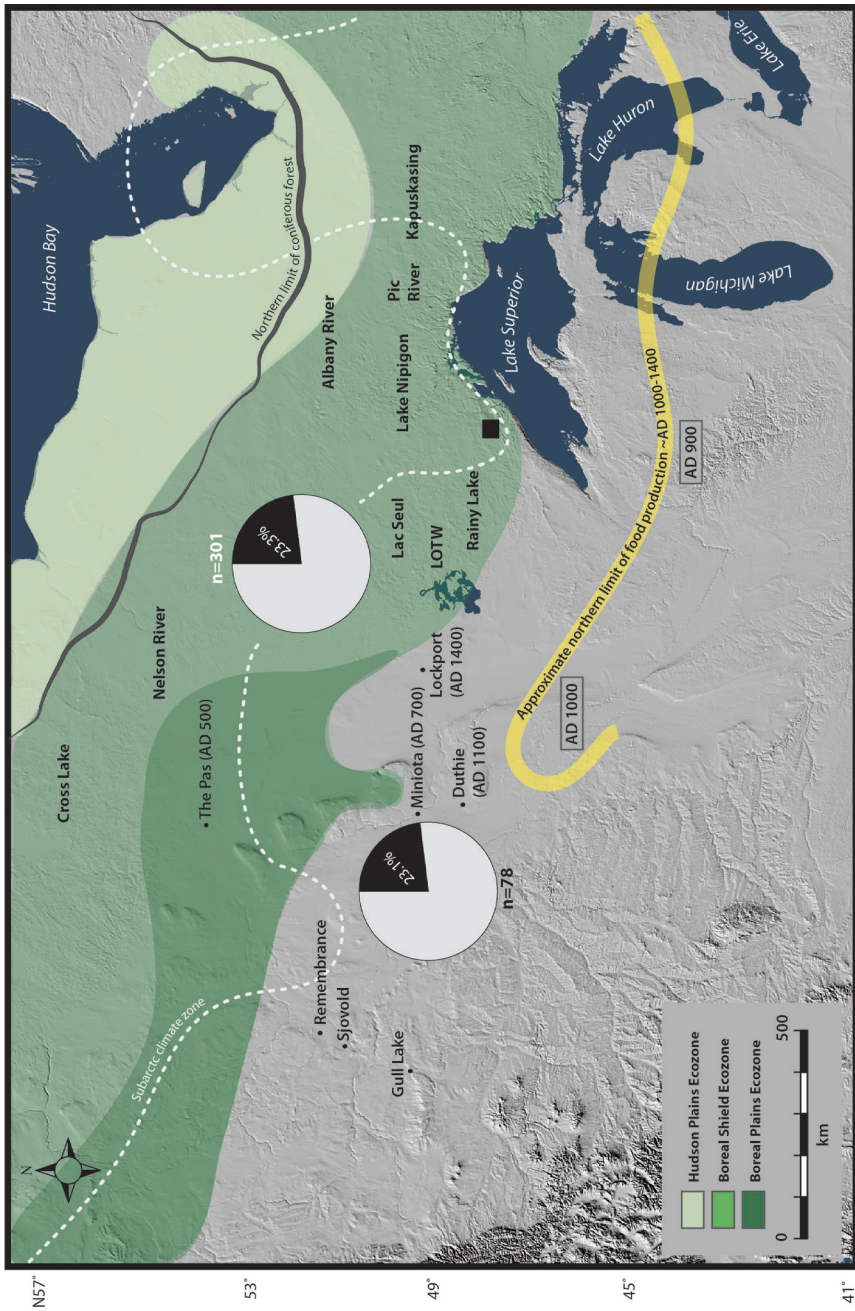 Hudson Bay
Northern limit of coniferous forest
Cross Lake
Nelson River
n=301
23.3%
Albany River
Subarctc climate zone
• The Pas (AD 500)
Pic
River
Kapuskasing
Lac Seul
Lake Nipigon
LOTW
Rainy Lake
Lake Superior
Lake Huron
Lake Michigan
Lake Erie
• Remembrance
• Sjovold
Gull Lake
23.1%
n=78
• Miniota (AD 700)
• Duthie
(AD 1100)
Lockport
(AD 1400)
Approximate northern limit of food production ~AD 1000-1400
AD 1000
AD 900
N
Hudson Plains Ecozone
Boreal Shield Ecozone
Boreal Plains Ecozone
0
500
km
N57°
53°
49°
45°
41°